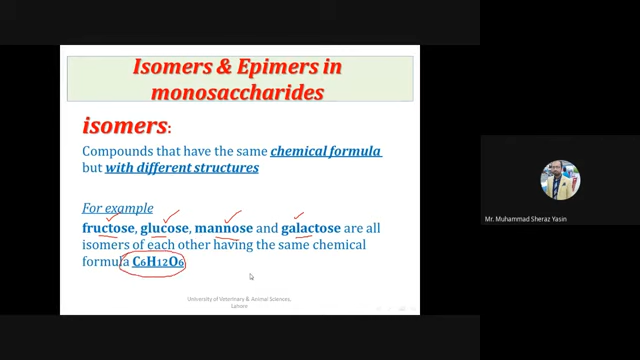 Isomers & Epimers in
monosaccharides
isomers:
Compounds that have the same chemical formula
but with different structures
For example
fructose, glucose, mannose and galactose are all
isomers of each other having the same chemical
formula C6H12O6
University of Veterinary & Animal Sciences,
Lahore
Mr. Muhammad Sheraz Yasin